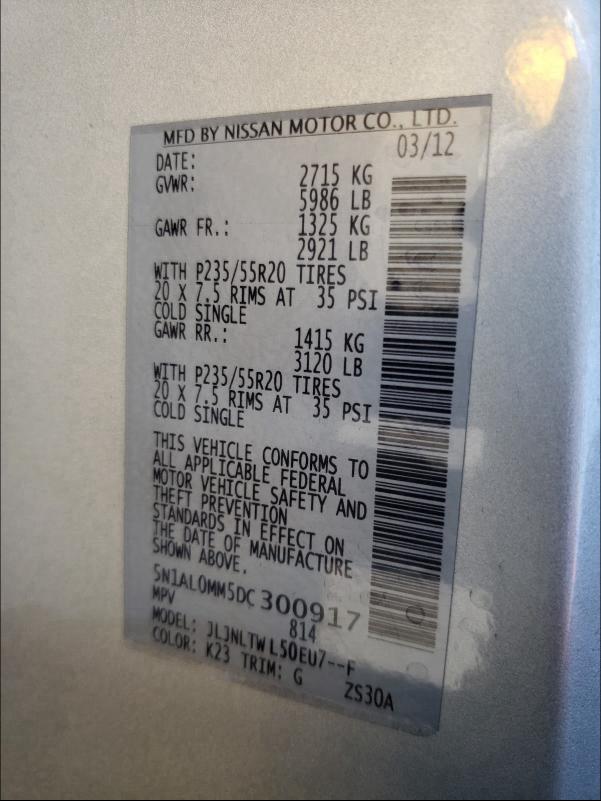 MFD BY NISSAN MOTOR CO., LTD.
DATE: 03/12
GVWR: 2715 KG
5986 LB
GAWR FR.: 1325 KG
2921 LB
WITH P235/55R20 TIRES
20 X 7.5 RIMS AT 35 PSI
COLD SINGLE
GAWR RR.: 1415 KG
3120 LB
WITH P235/55R20 TIRES
20 X 7.5 RIMS AT 35 PSI
COLD SINGLE
THIS VEHICLE CONFORMS TO
ALL APPLICABLE FEDERAL
MOTOR VEHICLE SAFETY AND
THEFT PREVENTION
STANDARDS IN EFFECT ON
THE DATE OF MANUFACTURE
SHOWN ABOVE.
5N1AL0MM5DC300917
MPV 814
MODEL: JLJNLTWL50EU7--F
COLOR: K23 TRIM: G ZS30A